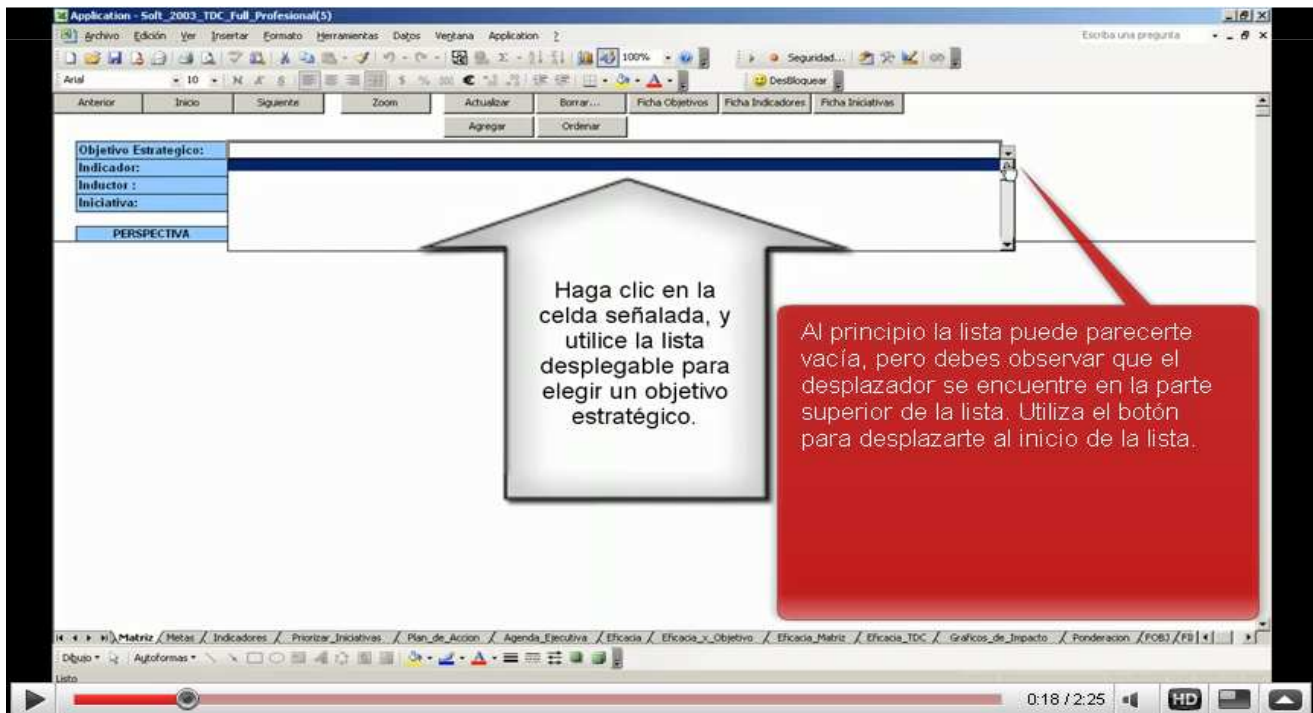 Application - Soft_2003_TDC_Full_Profesional(5)
Archivo Edición Ver Insertar Formato Herramientas Datos Ventana Application ? Escriba una pregunta
100% Seguridad...
Arial 10 N K S DesBloquear
Anterior Inicio Siguiente Zoom Actualizar Borrar... Ficha Objetivos Ficha Indicadores Ficha Iniciativas
Agregar Ordenar
Objetivo Estrategico:
Indicador:
Inductor :
Iniciativa:
PERSPECTIVA
Haga clic en la
celda señalada, y
utilice la lista
desplegable para
elegir un objetivo
estratégico.
Al principio la lista puede parecerte
vacía, pero debes observar que el
desplazador se encuentre en la parte
superior de la lista. Utiliza el botón
para desplazarte al inicio de la lista.
Matriz / Metas / Indicadores / Priorizar_Iniciativas / Plan_de_Accion / Agenda_Ejecutiva / Eficacia / Eficacia_x_Objetivo / Eficacia_Matriz / Eficacia_TDC / Graficos_de_Impacto / Ponderacion / FOBJ /
Dibujo Autoformas
Listo
0:18 / 2:25 HD